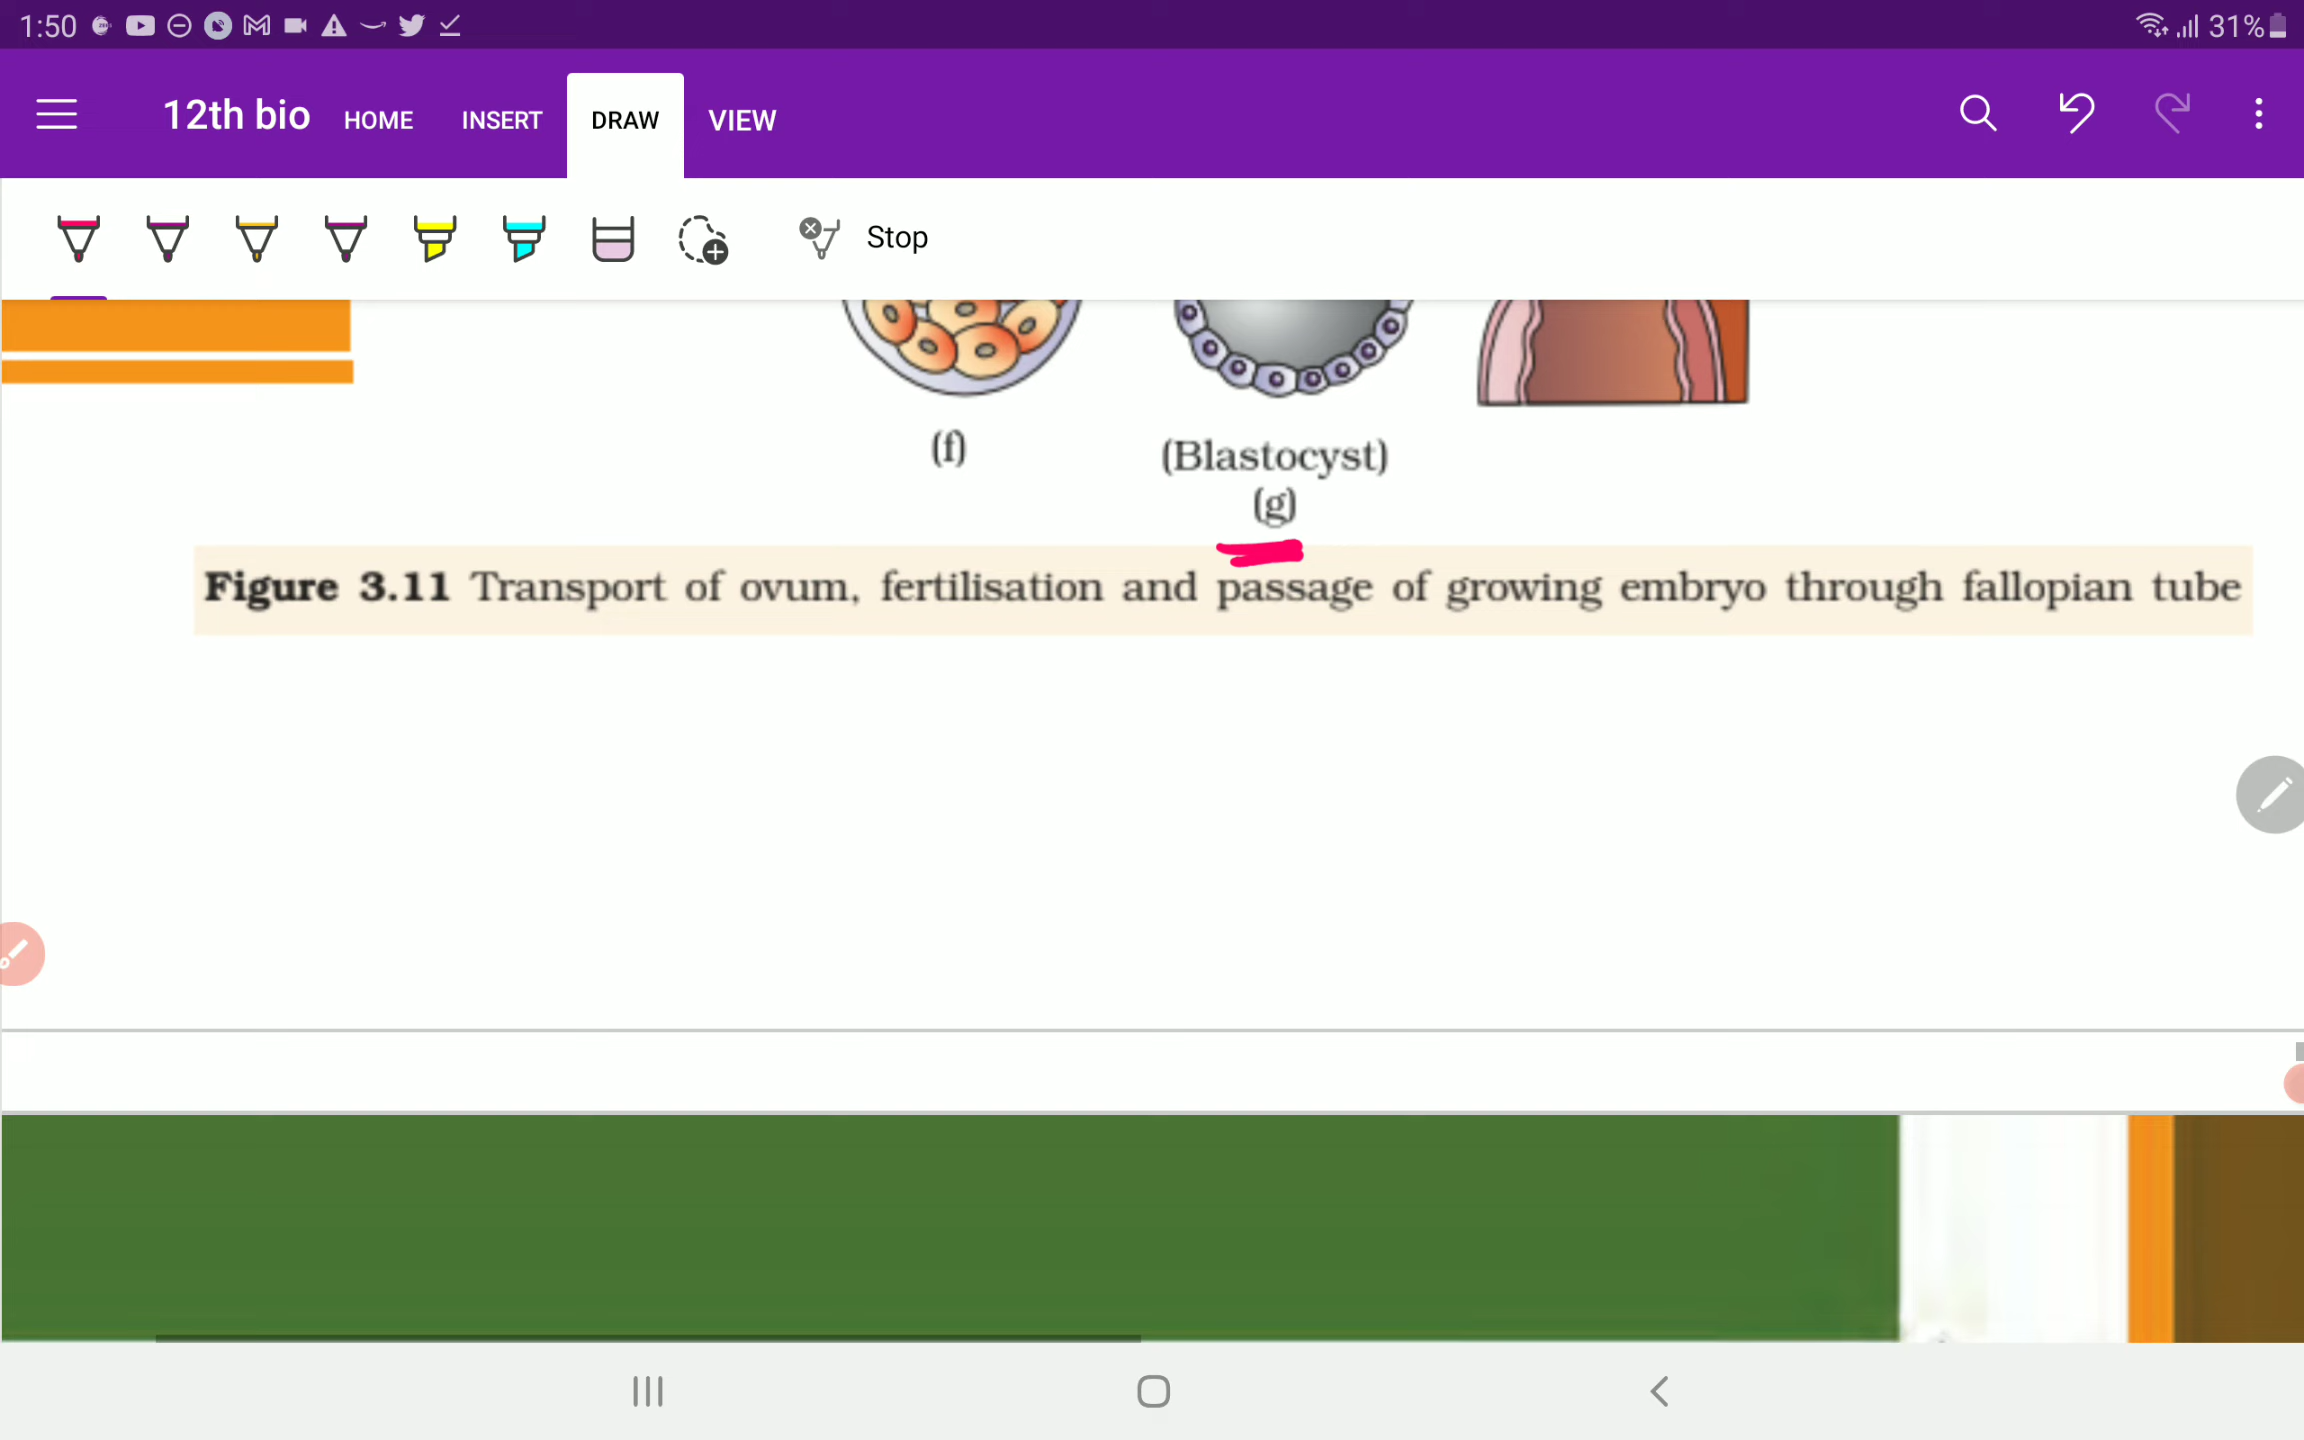 1:50
31%
12th bio HOME INSERT DRAW VIEW
Stop
(f) (Blastocyst)
(g)
Figure 3.11 Transport of ovum, fertilisation and passage of growing embryo through fallopian tube